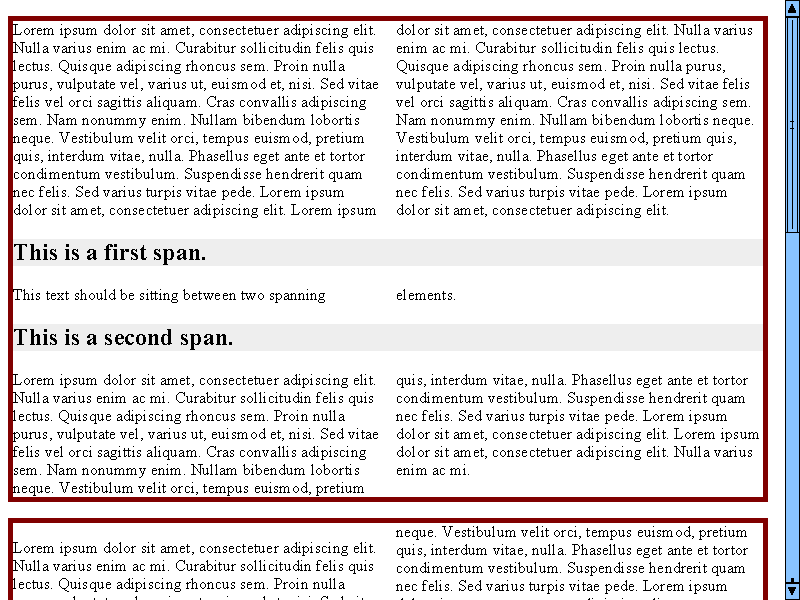 Lorem ipsum dolor sit amet, consectetuer adipiscing elit.
Nulla varius enim ac mi. Curabitur sollicitudin felis quis
lectus. Quisque adipiscing rhoncus sem. Proin nulla
purus, vulputate vel, varius ut, euismod et, nisi. Sed vitae
felis vel orci sagittis aliquam. Cras convallis adipiscing
sem. Nam nonummy enim. Nullam bibendum lobortis
neque. Vestibulum velit orci, tempus euismod, pretium
quis, interdum vitae, nulla. Phasellus eget ante et tortor
condimentum vestibulum. Suspendisse hendrerit quam
nec felis. Sed varius turpis vitae pede. Lorem ipsum
dolor sit amet, consectetuer adipiscing elit. Lorem ipsum
dolor sit amet, consectetuer adipiscing elit. Nulla varius
enim ac mi. Curabitur sollicitudin felis quis lectus.
Quisque adipiscing rhoncus sem. Proin nulla purus,
vulputate vel, varius ut, euismod et, nisi. Sed vitae felis
vel orci sagittis aliquam. Cras convallis adipiscing sem.
Nam nonummy enim. Nullam bibendum lobortis neque.
Vestibulum velit orci, tempus euismod, pretium quis,
interdum vitae, nulla. Phasellus eget ante et tortor
condimentum vestibulum. Suspendisse hendrerit quam
nec felis. Sed varius turpis vitae pede. Lorem ipsum
dolor sit amet, consectetuer adipiscing elit.
This is a first span.
This text should be sitting between two spanning
elements.
This is a second span.
Lorem ipsum dolor sit amet, consectetuer adipiscing elit.
Nulla varius enim ac mi. Curabitur sollicitudin felis quis
lectus. Quisque adipiscing rhoncus sem. Proin nulla
purus, vulputate vel, varius ut, euismod et, nisi. Sed vitae
felis vel orci sagittis aliquam. Cras convallis adipiscing
sem. Nam nonummy enim. Nullam bibendum lobortis
neque. Vestibulum velit orci, tempus euismod, pretium
quis, interdum vitae, nulla. Phasellus eget ante et tortor
condimentum vestibulum. Suspendisse hendrerit quam
nec felis. Sed varius turpis vitae pede. Lorem ipsum
dolor sit amet, consectetuer adipiscing elit. Lorem ipsum
dolor sit amet, consectetuer adipiscing elit. Nulla varius
enim ac mi.
Lorem ipsum dolor sit amet, consectetuer adipiscing elit.
Nulla varius enim ac mi. Curabitur sollicitudin felis quis
lectus. Quisque adipiscing rhoncus sem. Proin nulla
neque. Vestibulum velit orci, tempus euismod, pretium
quis, interdum vitae, nulla. Phasellus eget ante et tortor
condimentum vestibulum. Suspendisse hendrerit quam
nec felis. Sed varius turpis vitae pede. Lorem ipsum